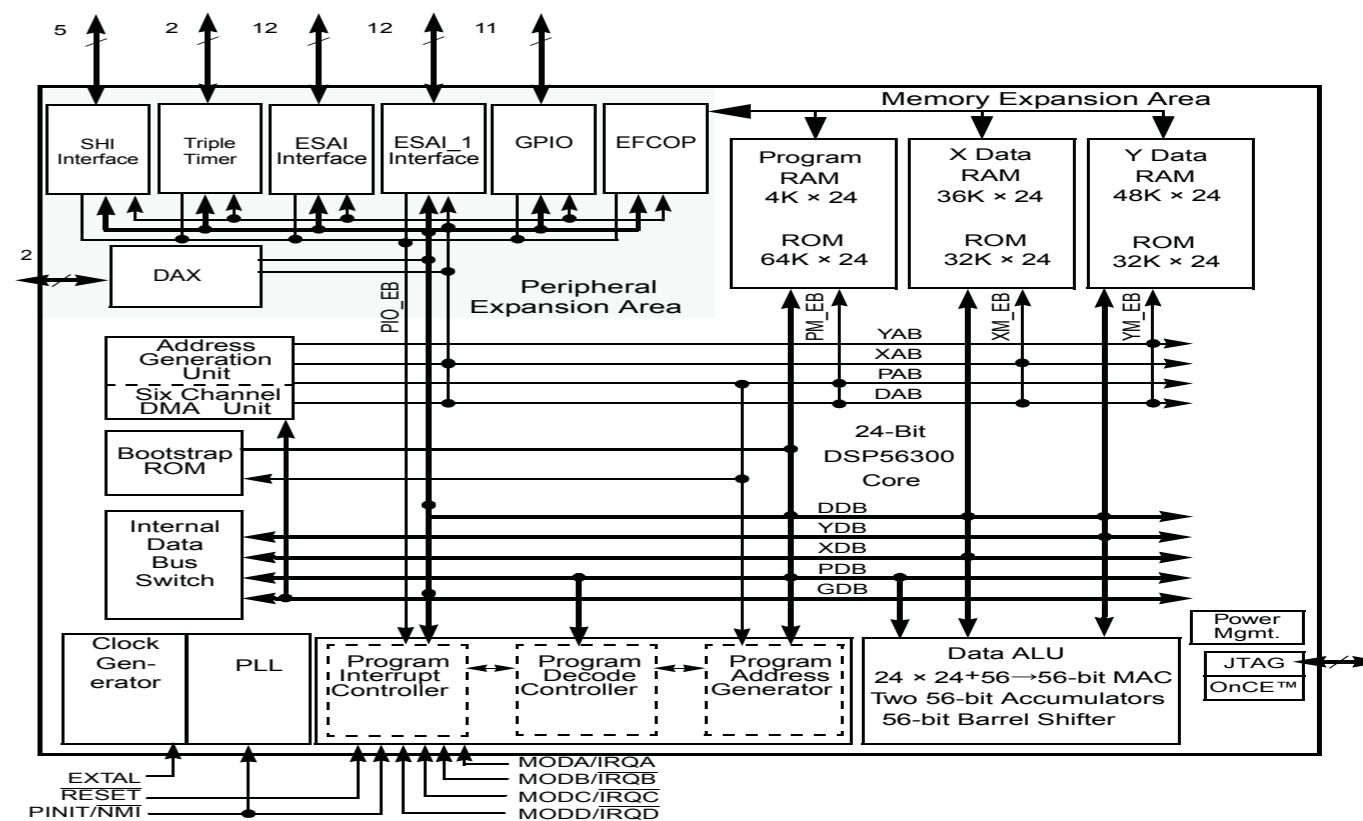 5
2
12
12
11
Memory Expansion Area
SHI
Interface
Triple
Timer
ESAI
Interface
ESAI_1
Interface
GPIO
EFCOP
Program
RAM
4K × 24
ROM
64K × 24
X Data
RAM
36K × 24
ROM
32K × 24
Y Data
RAM
48K × 24
ROM
32K × 24
2
DAX
Peripheral
Expansion Area
PIO_EB
PM_EB
XM_EB
YM_EB
Address
Generation
Unit
Six Channel
DMA Unit
YAB
XAB
PAB
DAB
Bootstrap
ROM
24-Bit
DSP56300
Core
Internal
Data
Bus
Switch
DDB
YDB
XDB
PDB
GDB
Clock
Gen-
erator
PLL
Program
Interrupt
Controller
Program
Decode
Controller
Program
Address
Generator
Data ALU
24 × 24+56→56-bit MAC
Two 56-bit Accumulators
56-bit Barrel Shifter
Power
Mgmt.
JTAG
OnCE™
EXTAL
RESET
PINIT/NMI
MODA/IRQA
MODB/IRQB
MODC/IRQC
MODD/IRQD